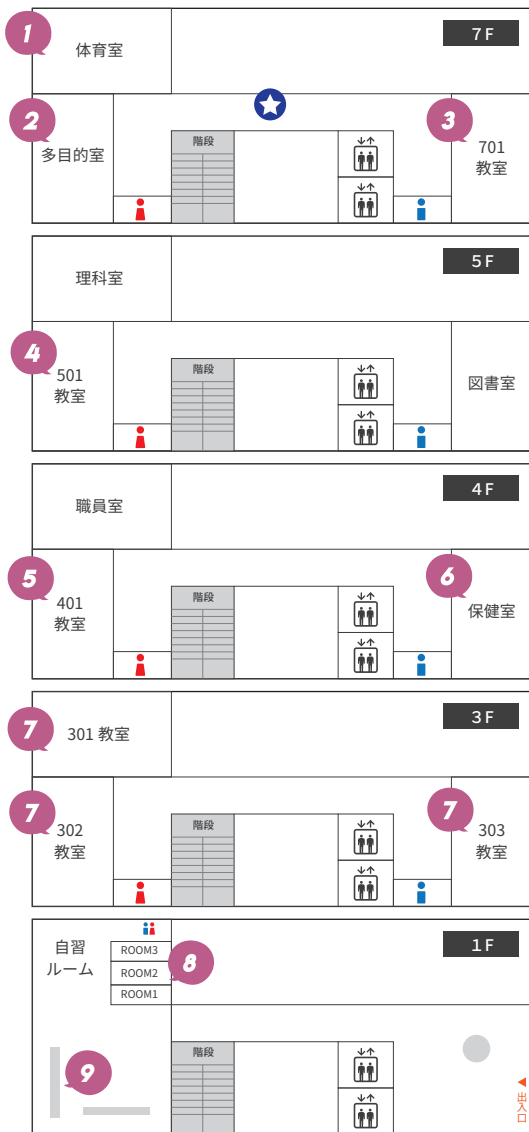 1
体育室
7F
2
多目的室
階段
3
701
教室
理科室
5F
4
501
教室
階段
図書室
職員室
4F
5
401
教室
階段
6
保健室
7
301 教室
3F
7
302
教室
階段
7
303
教室
自習
ルーム
ROOM3
ROOM2
ROOM1
8
1F
9
階段
出入口